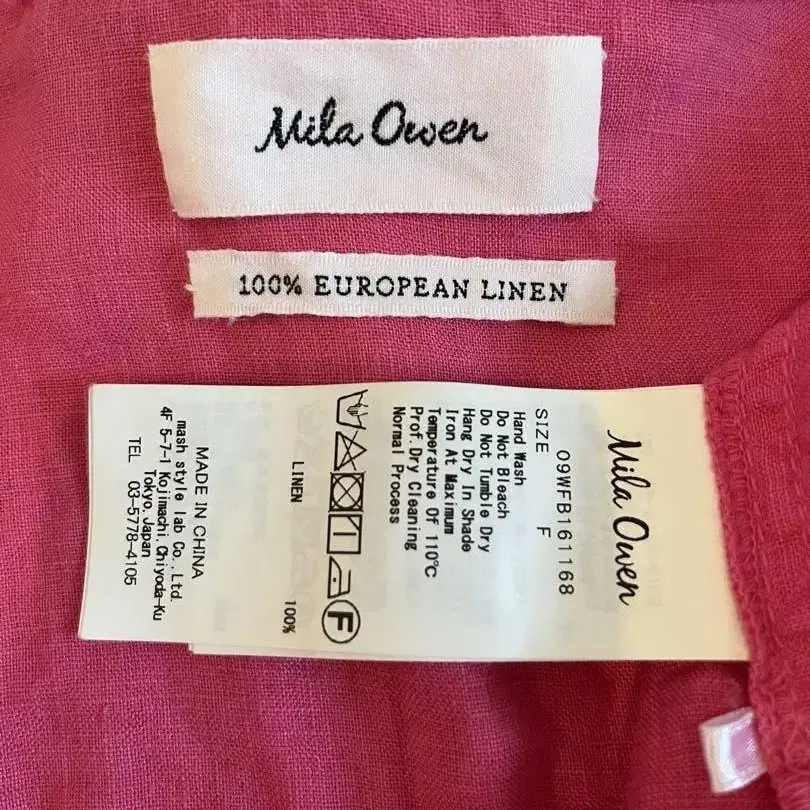 Mila Owen
100% EUROPEAN LINEN
Mila Owen
09WFB161168
SIZE F
Hand Wash
Do Not Bleach
Do Not Tumble Dry
Hang Dry In Shade
Iron At Maximum
Temperature Of 110°C
Prof. Dry Cleaning
Normal Process
F
LINEN 100%
MADE IN CHINA
mash style lab Co., Ltd.
4F 5-7-1 Kojimachi, Chiyoda-Ku
Tokyo, Japan
TEL 03-5778-4105